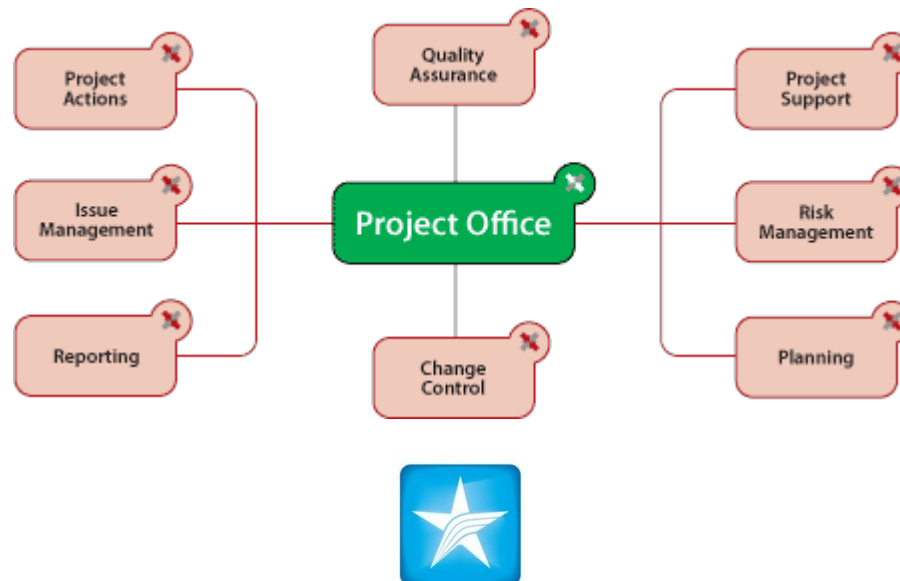 Project
Actions
Quality
Assurance
Project
Support
Issue
Management
Project Office
Risk
Management
Reporting
Change
Control
Planning